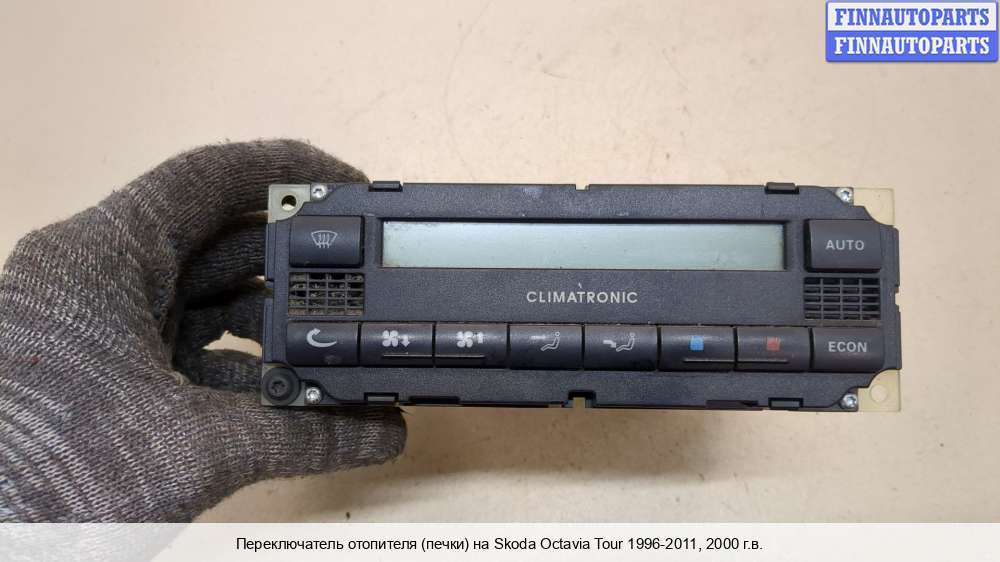 FINNAUTOPARTS
FINNAUTOPARTS
AUTO
CLIMATRONIC
ECON
Переключатель отопителя (печки) на Skoda Octavia Tour 1996-2011, 2000 г.в.